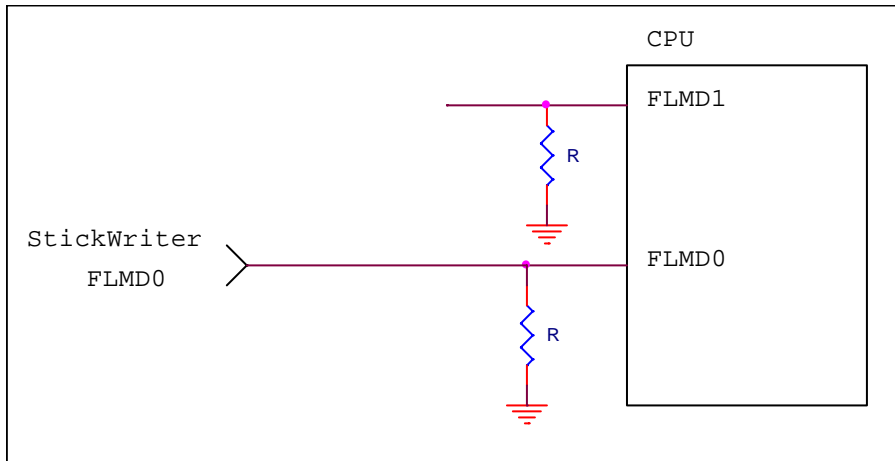 CPU
FLMD1
R
StickWriter
FLMD0
FLMD0
R